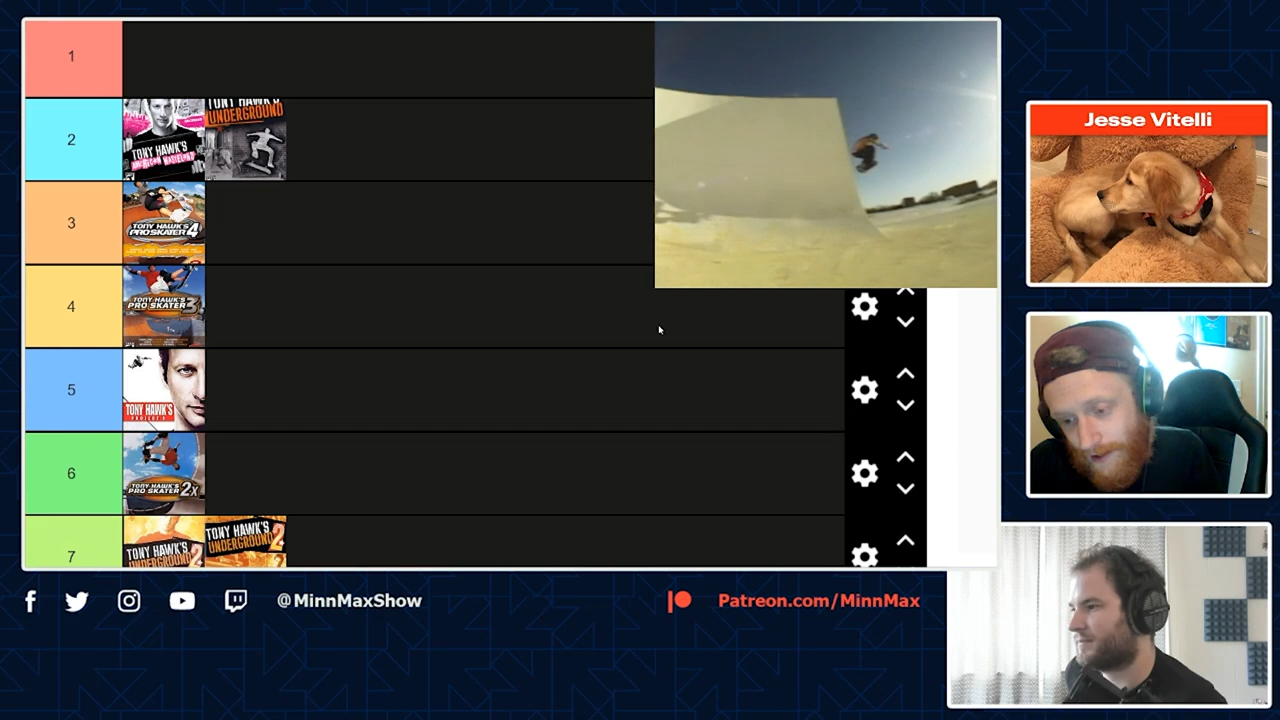 1
2
TONY HAWK'S
AMERICAN WASTELAND
TONY HAWK'S
UNDERGROUND
3
TONY HAWK'S
PRO SKATER 4
4
TONY HAWK'S
PRO SKATER 3
5
TONY HAWK'S
PROJECT 8
6
TONY HAWK'S
PRO SKATER 2x
7
TONY HAWK'S
UNDERGROUND 2
TONY HAWK'S
UNDERGROUND 2
Jesse Vitelli
@MinnMaxShow
Patreon.com/MinnMax